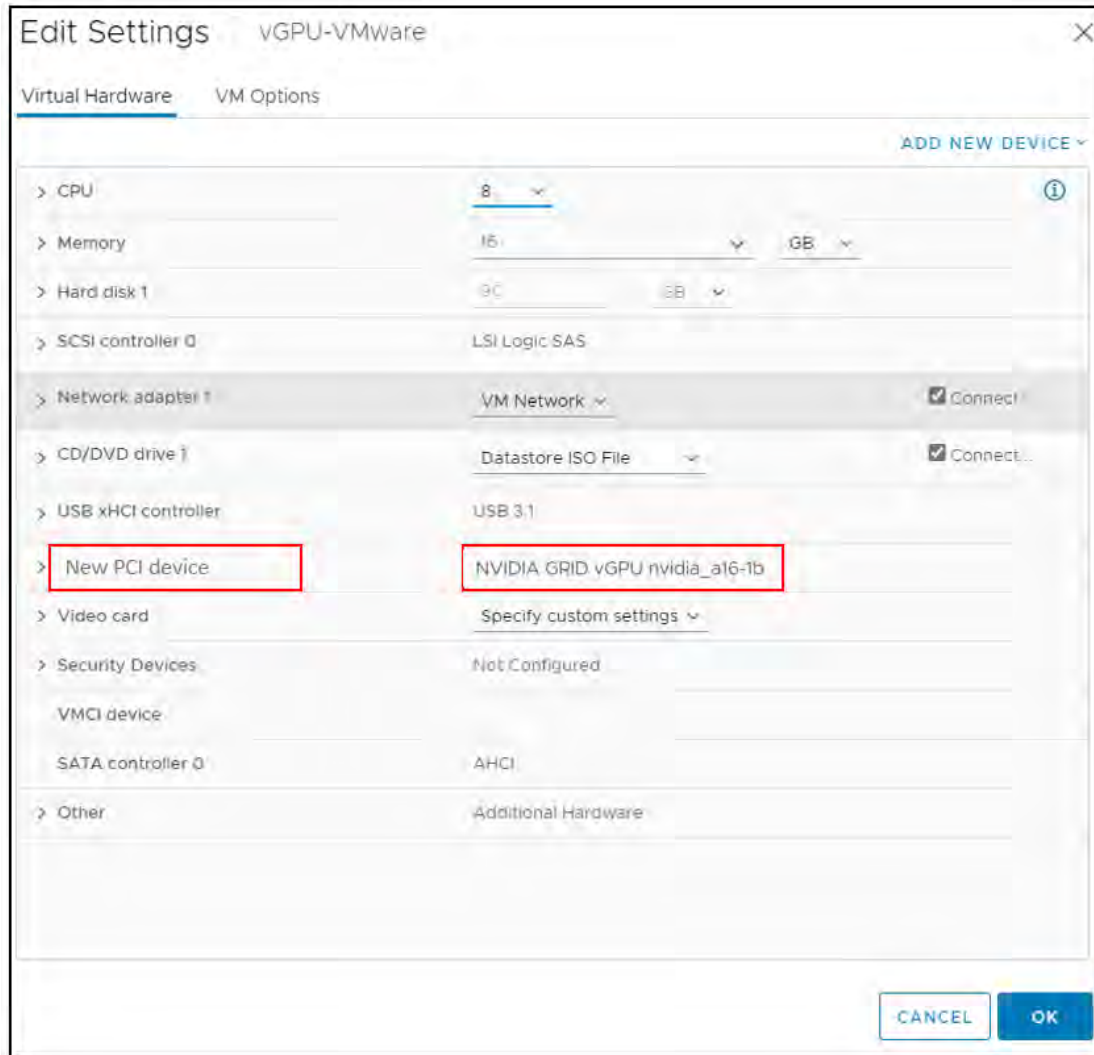 Edit Settings vGPU-VMware
Virtual Hardware VM Options
ADD NEW DEVICE
CPU 8
Memory 16 GB
Hard disk 1 90 GB
SCSI controller 0 LSI Logic SAS
Network adapter 1 VM Network Connect...
CD/DVD drive 1 Datastore ISO File Connect...
USB xHCI controller USB 3.1
New PCI device NVIDIA GRID vGPU nvidia_a16-1b
Video card Specify custom settings
Security Devices Not Configured
VMCI device
SATA controller 0 AHCI
Other Additional Hardware
CANCEL OK